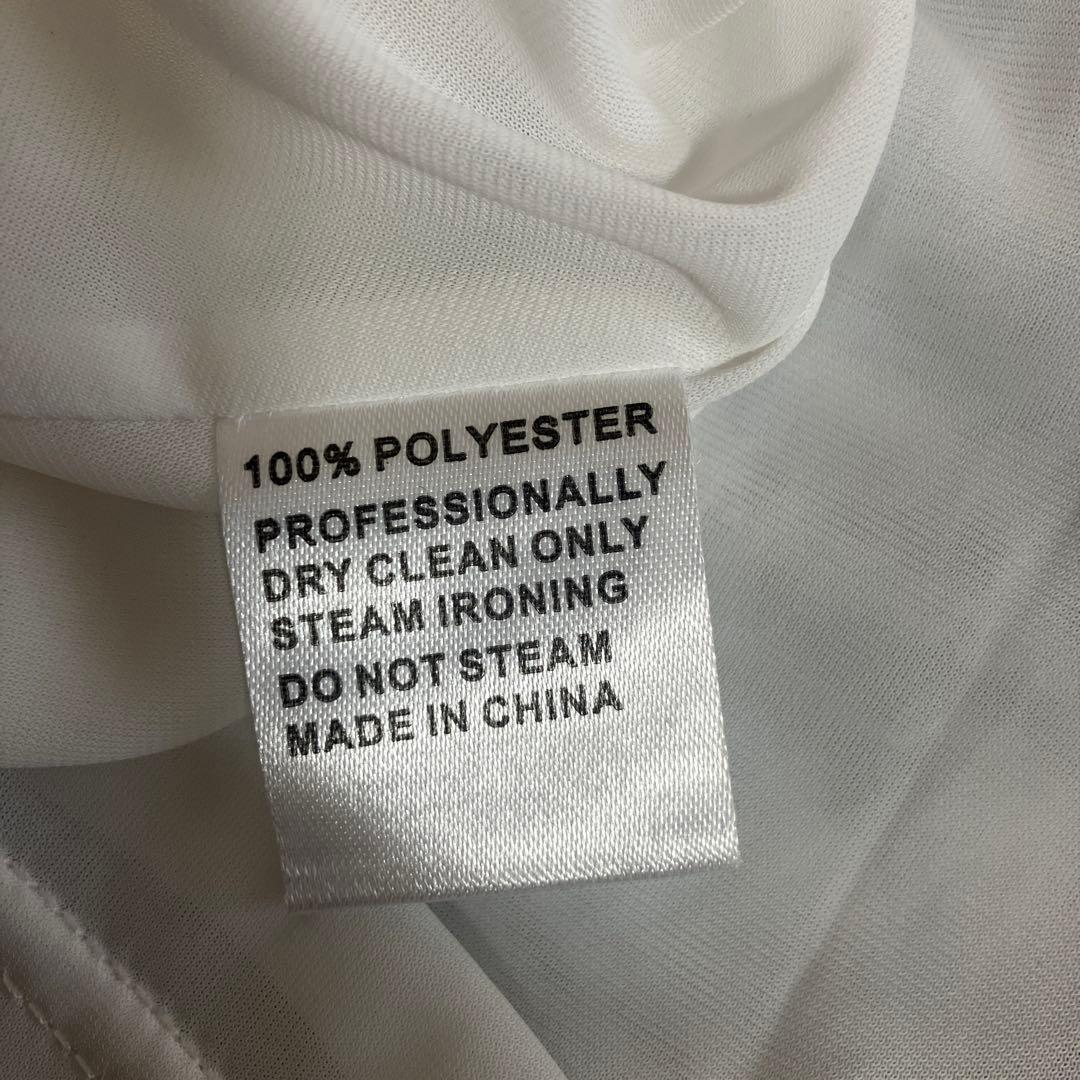 100% POLYESTER
PROFESSIONALLY
DRY CLEAN ONLY
STEAM IRONING
DO NOT STEAM
MADE IN CHINA